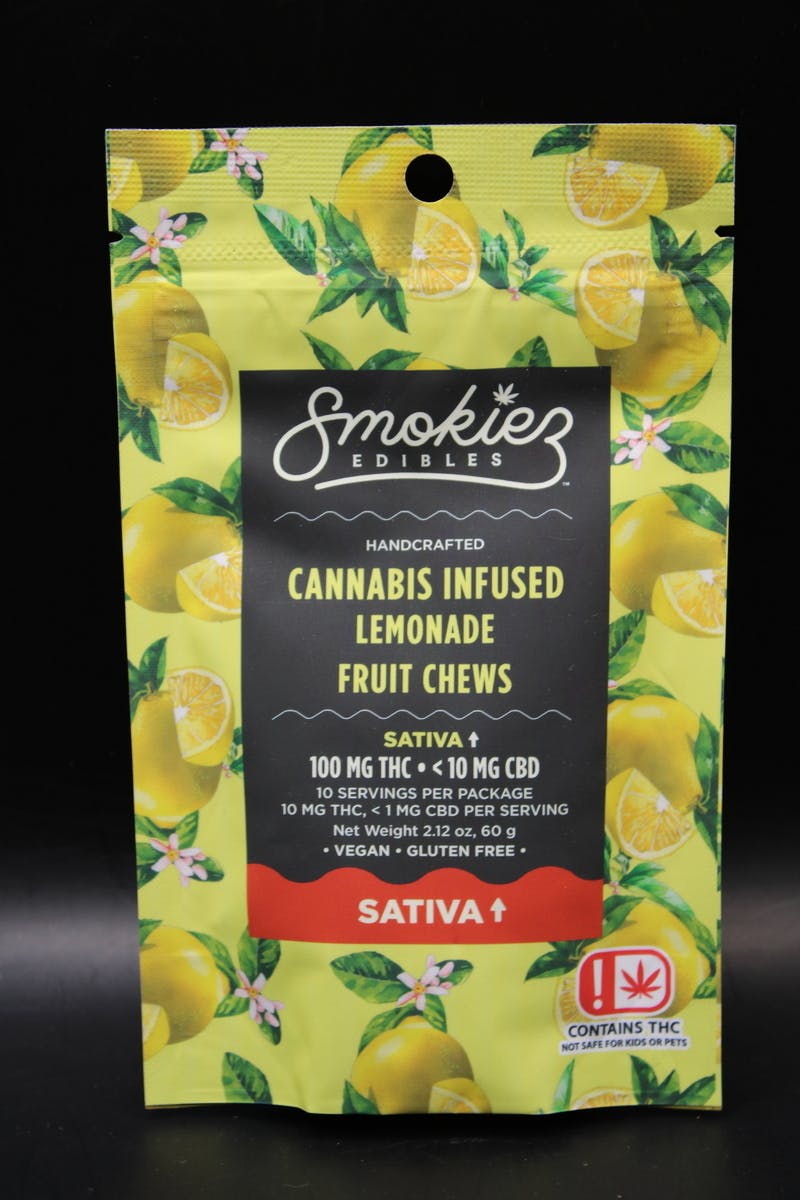 Smokiez
EDIBLES
™
HANDCRAFTED
CANNABIS INFUSED
LEMONADE
FRUIT CHEWS
SATIVA ⬆
100 MG THC • < 10 MG CBD
10 SERVINGS PER PACKAGE
10 MG THC, < 1 MG CBD PER SERVING
Net Weight 2.12 oz, 60 g
• VEGAN • GLUTEN FREE •
SATIVA ⬆
!
CONTAINS THC
NOT SAFE FOR KIDS OR PETS